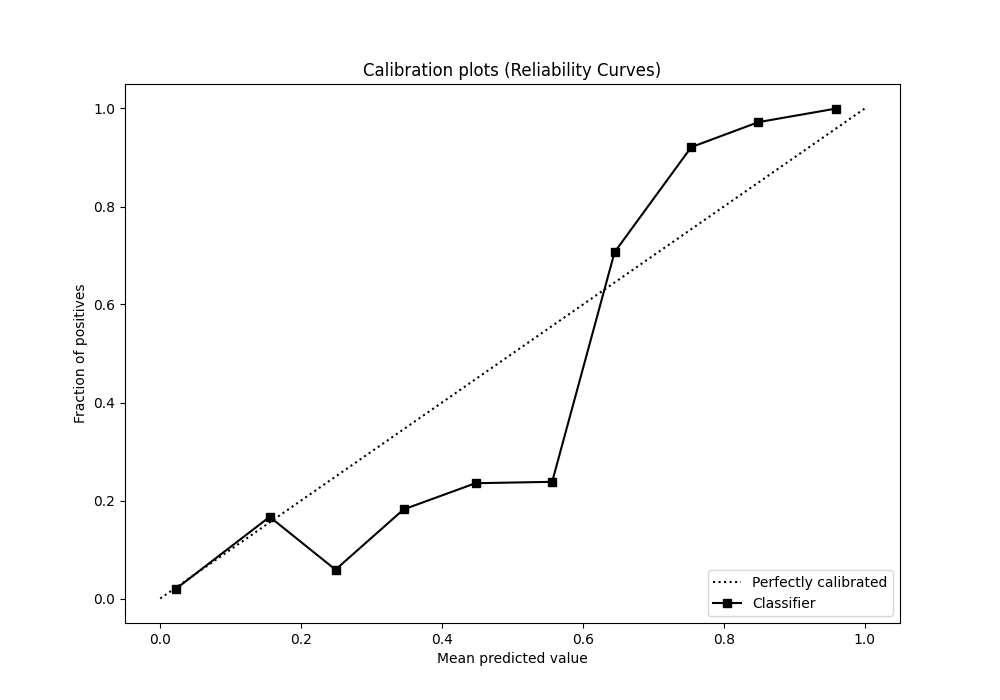 Calibration plots (Reliability Curves)
1.0
0.8
0.6
0.4
0.2
0.0
Fraction of positives
Perfectly calibrated
Classifier
0.0 0.2 0.4 0.6 0.8 1.0
Mean predicted value